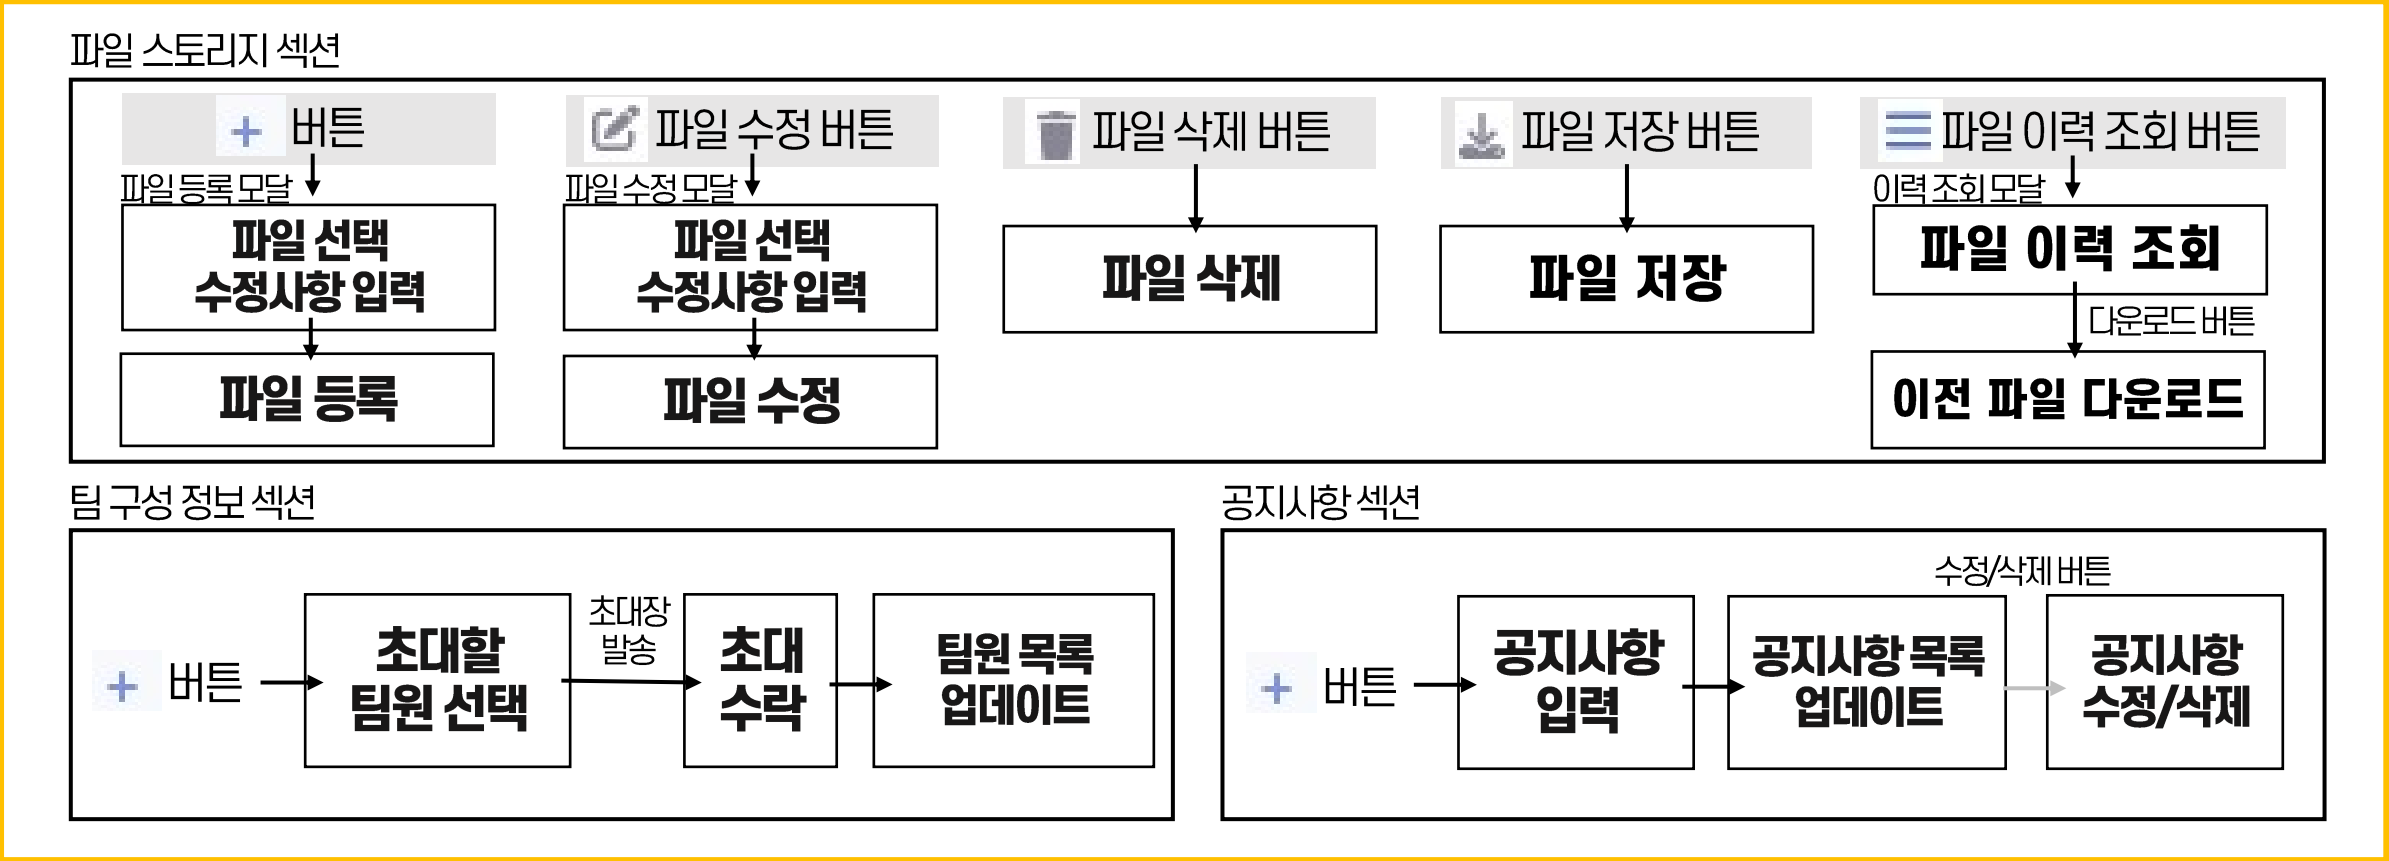 파일 스토리지 섹션
+ 버튼
파일 등록 모달
파일 선택
수정사항 입력
파일 등록
파일 수정 버튼
파일 수정 모달
파일 선택
수정사항 입력
파일 수정
파일 삭제 버튼
파일 삭제
파일 저장 버튼
파일 저장
파일 이력 조회 버튼
이력 조회 모달
파일 이력 조회
다운로드 버튼
이전 파일 다운로드
팀 구성 정보 섹션
+ 버튼
초대할
팀원 선택
초대장
발송
초대
수락
팀원 목록
업데이트
공지사항 섹션
+ 버튼
공지사항
입력
공지사항 목록
업데이트
수정/삭제 버튼
공지사항
수정/삭제